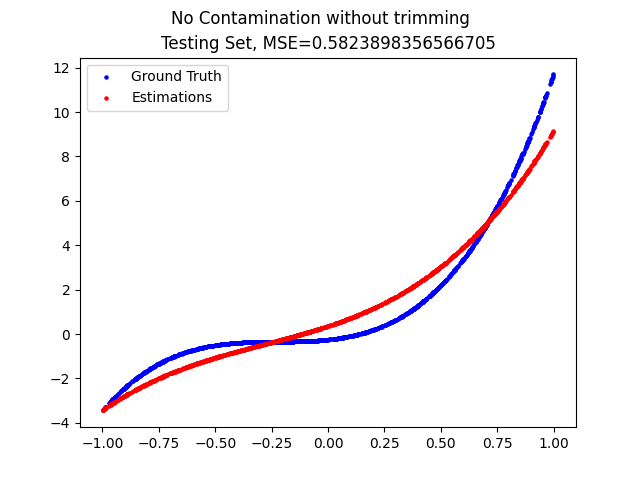 No Contamination without trimming
Testing Set, MSE=0.5823898356566705
Ground Truth
Estimations
12
10
8
6
4
2
0
−2
−4
−1.00 −0.75 −0.50 −0.25 0.00 0.25 0.50 0.75 1.00